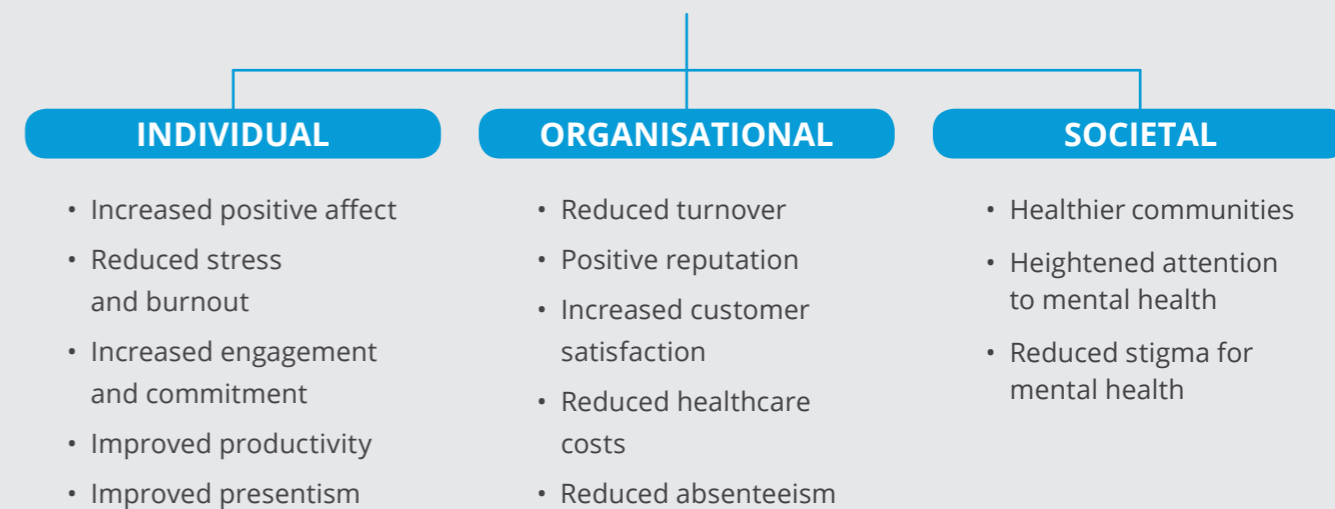 INDIVIDUAL
• Increased positive affect
• Reduced stress
and burnout
• Increased engagement
and commitment
• Improved productivity
• Improved presentism
ORGANISATIONAL
• Reduced turnover
• Positive reputation
• Increased customer
satisfaction
• Reduced healthcare
costs
• Reduced absenteeism
SOCIETAL
• Healthier communities
• Heightened attention
to mental health
• Reduced stigma for
mental health